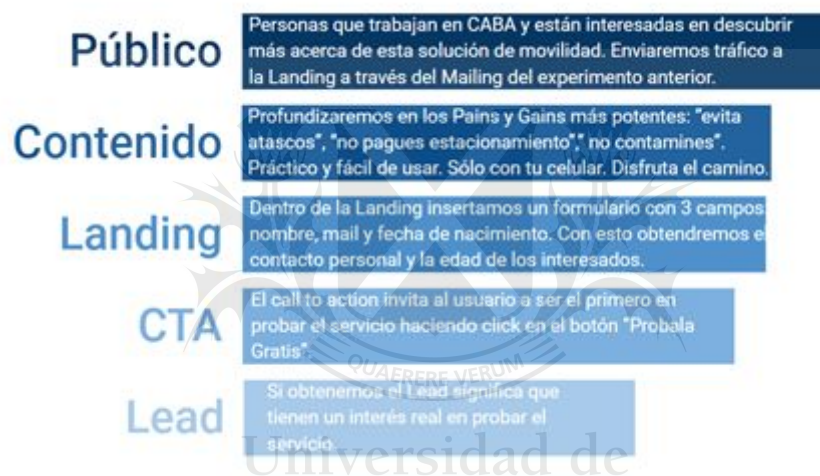 Público
Personas que trabajan en CABA y están interesadas en descubrir
más acerca de esta solución de movilidad. Enviaremos tráfico a
la Landing a través del Mailing del experimento anterior.
Contenido
Profundizaremos en los Pains y Gains más potentes: "evita
atascos", "no pagues estacionamiento"," no contamines".
Práctico y fácil de usar. Sólo con tu celular. Disfruta el camino.
Landing
Dentro de la Landing insertamos un formulario con 3 campos
nombre, mail y fecha de nacimiento. Con esto obtendremos el
contacto personal y la edad de los interesados.
CTA
El call to action invita al usuario a ser el primero en
probar el servicio haciendo click en el botón "Probala
Gratis"
QUAERERE VERUM
Lead
Si obtenemos el Lead significa que
tienen un interés real en probar el
servicio.
Universidad de